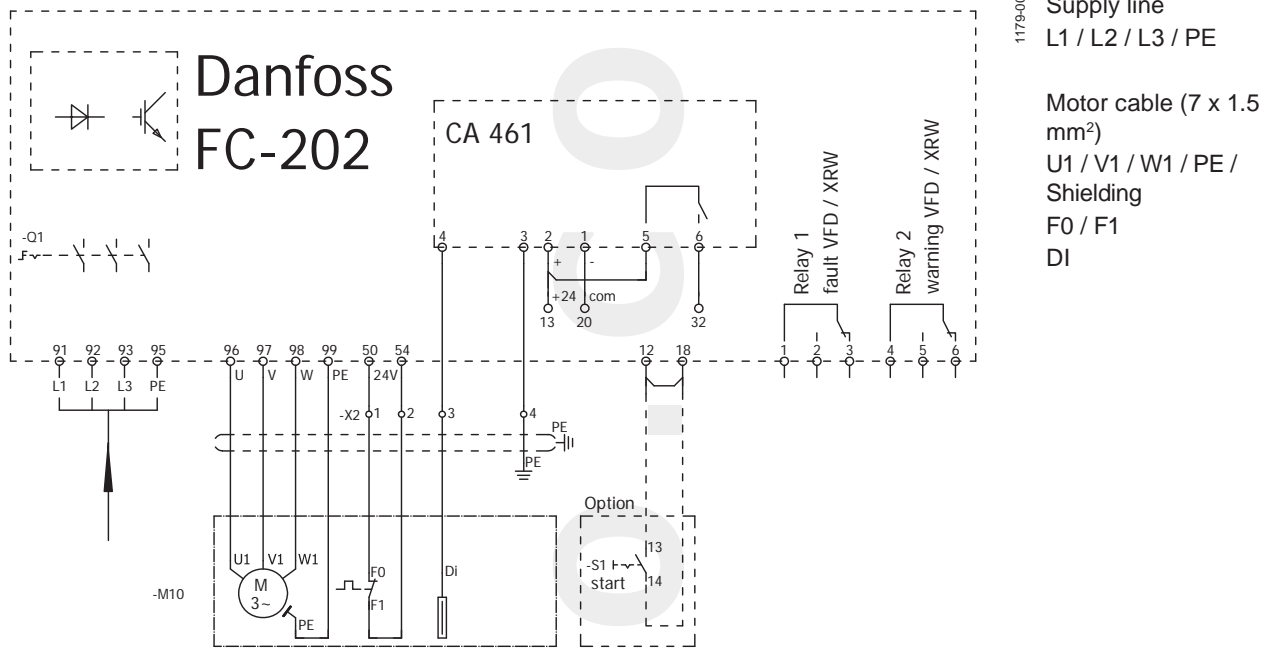 Danfoss
FC-202
CA 461
-Q1
4 3 2 1 5 6
+ -
+24 com
13 20 32
Relay 1
fault VFD / XRW
Relay 2
warning VFD / XRW
91 92 93 95 96 97 98 99 50 54 12 18 1 2 3 4 5 6
L1 L2 L3 PE U V W PE 24V
-X2 1 2 3 4
PE
PE
Option
-M10
U1 V1 W1
M
3~
PE
F0
F1
Di
-S1
start
13
14
Supply line
L1 / L2 / L3 / PE
Motor cable (7 x 1.5
mm²)
U1 / V1 / W1 / PE /
Shielding
F0 / F1
DI